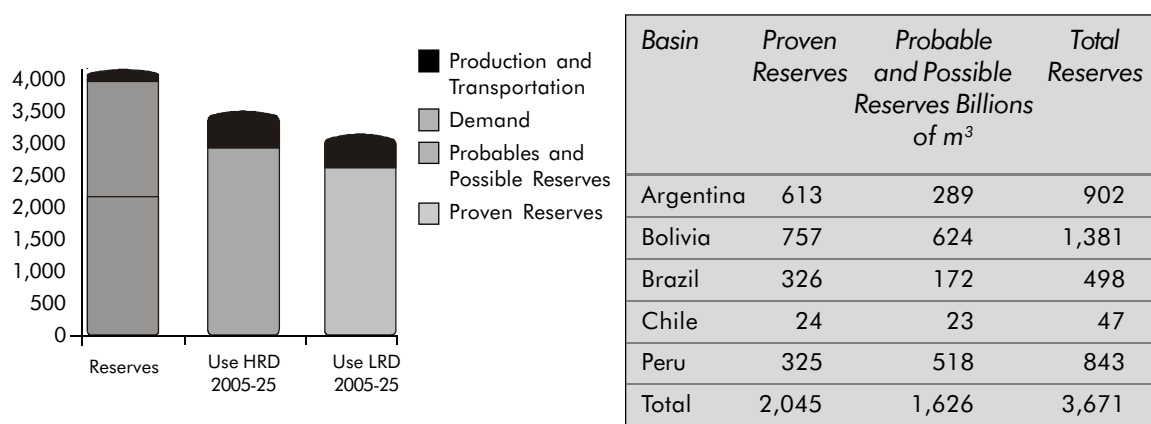 4,000
3,500
3,000
2,500
2,000
1,500
1,000
500
0
Reserves
Use HRD
2005-25
Use LRD
2005-25
Production and
Transportation
Demand
Probables and
Possible Reserves
Proven Reserves
Basin Proven Probable Total
Reserves and Possible Reserves
Reserves Billions
of m³
Argentina 613 289 902
Bolivia 757 624 1,381
Brazil 326 172 498
Chile 24 23 47
Peru 325 518 843
Total 2,045 1,626 3,671